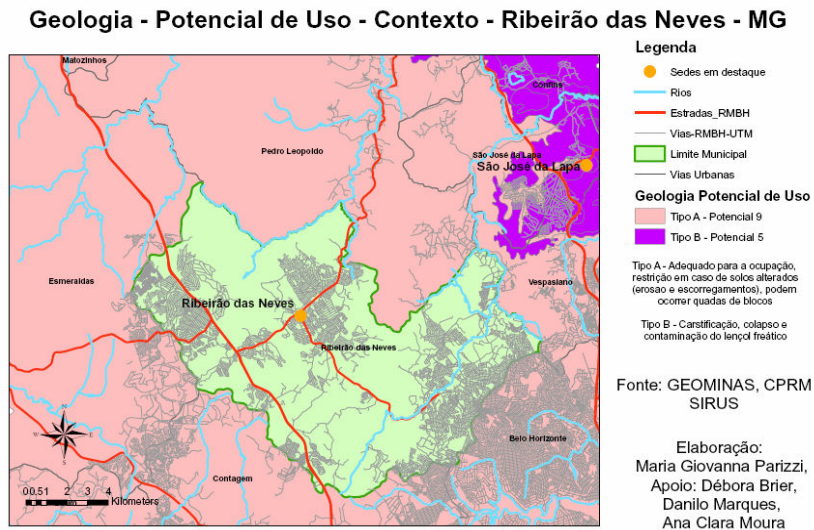 Geologia - Potencial de Uso - Contexto - Ribeirão das Neves - MG
Matozinhos
Confins
Pedro Leopoldo
São José da Lapa
São José da Lapa
Esmeraldas
Vespasiano
Ribeirão das Neves
Ribeirão das Neves
Belo Horizonte
Contagem
N
W E
S
00,51 2 3 4
Kilometers
Legenda
Sedes em destaque
Rios
Estradas_RMBH
Vias-RMBH-UTM
Limite Municipal
Vias Urbanas
Geologia Potencial de Uso
Tipo A - Potencial 9
Tipo B - Potencial 5
Tipo A - Adequado para a ocupação,
restrição em caso de solos alterados
(erosao e escorregamentos), podem
ocorrer quadas de blocos
Tipo B - Carstificação, colapso e
contaminação do lençol freático
Fonte: GEOMINAS, CPRM
SIRUS
Elaboração:
Maria Giovanna Parizzi,
Apoio: Débora Brier,
Danilo Marques,
Ana Clara Moura